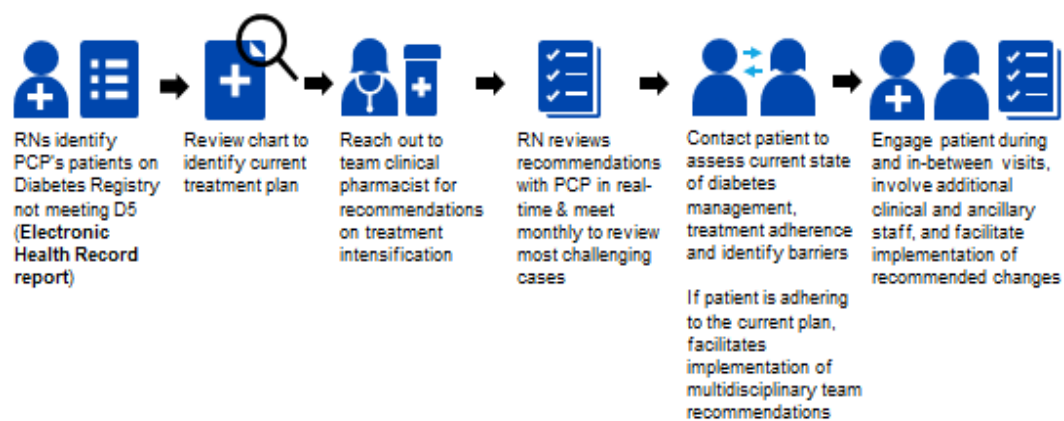 RNs identify
PCP's patients on
Diabetes Registry
not meeting D5
(Electronic
Health Record
report)
Review chart to
identify current
treatment plan
Reach out to
team clinical
pharmacist for
recommendations
on treatment
intensification
RN reviews
recommendations
with PCP in real-
time & meet
monthly to review
most challenging
cases
Contact patient to
assess current state
of diabetes
management,
treatment adherence
and identify barriers
If patient is adhering
to the current plan,
facilitates
implementation of
multidisciplinary team
recommendations
Engage patient during
and in-between visits,
involve additional
clinical and ancillary
staff, and facilitate
implementation of
recommended changes